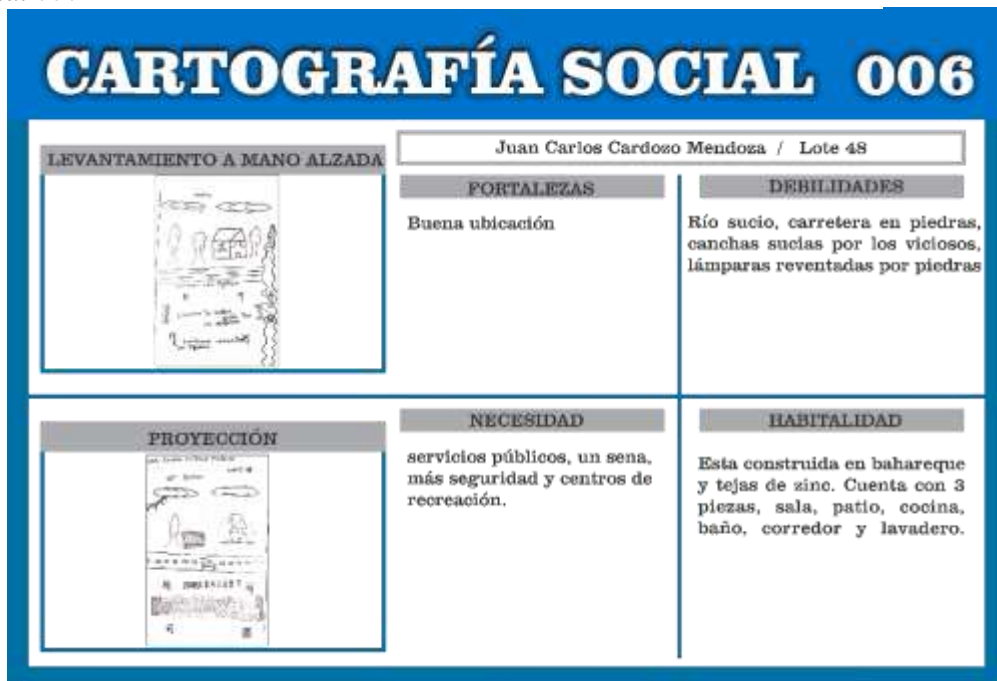 CARTOGRAFÍA SOCIAL 006
LEVANTAMIENTO A MANO ALZADA
Juan Carlos Cardozo Mendoza / Lote 48
FORTALEZAS
Buena ubicación
DEBILIDADES
Río sucio, carretera en piedras,
canchas sucias por los viciosos,
lámparas reventadas por piedras
PROYECCIÓN
NECESIDAD
servicios públicos, un sena,
más seguridad y centros de
recreación.
HABITALIDAD
Esta construida en bahareque
y tejas de zinc. Cuenta con 3
piezas, sala, patio, cocina,
baño, corredor y lavadero.